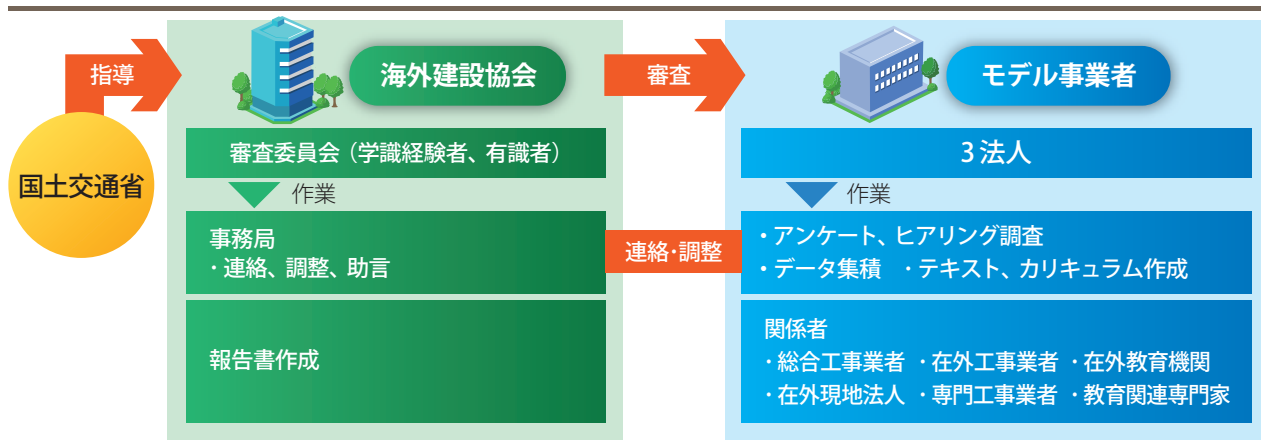 指導
国土交通省
海外建設協会
審査委員会（学識経験者、有識者）
作業
事務局
・連絡、調整、助言
報告書作成
審査
連絡・調整
モデル事業者
3法人
作業
・アンケート、ヒアリング調査
・データ集積 ・テキスト、カリキュラム作成
関係者
・総合工事業者 ・在外工事業者 ・在外教育機関
・在外現地法人 ・専門工事業者 ・教育関連専門家